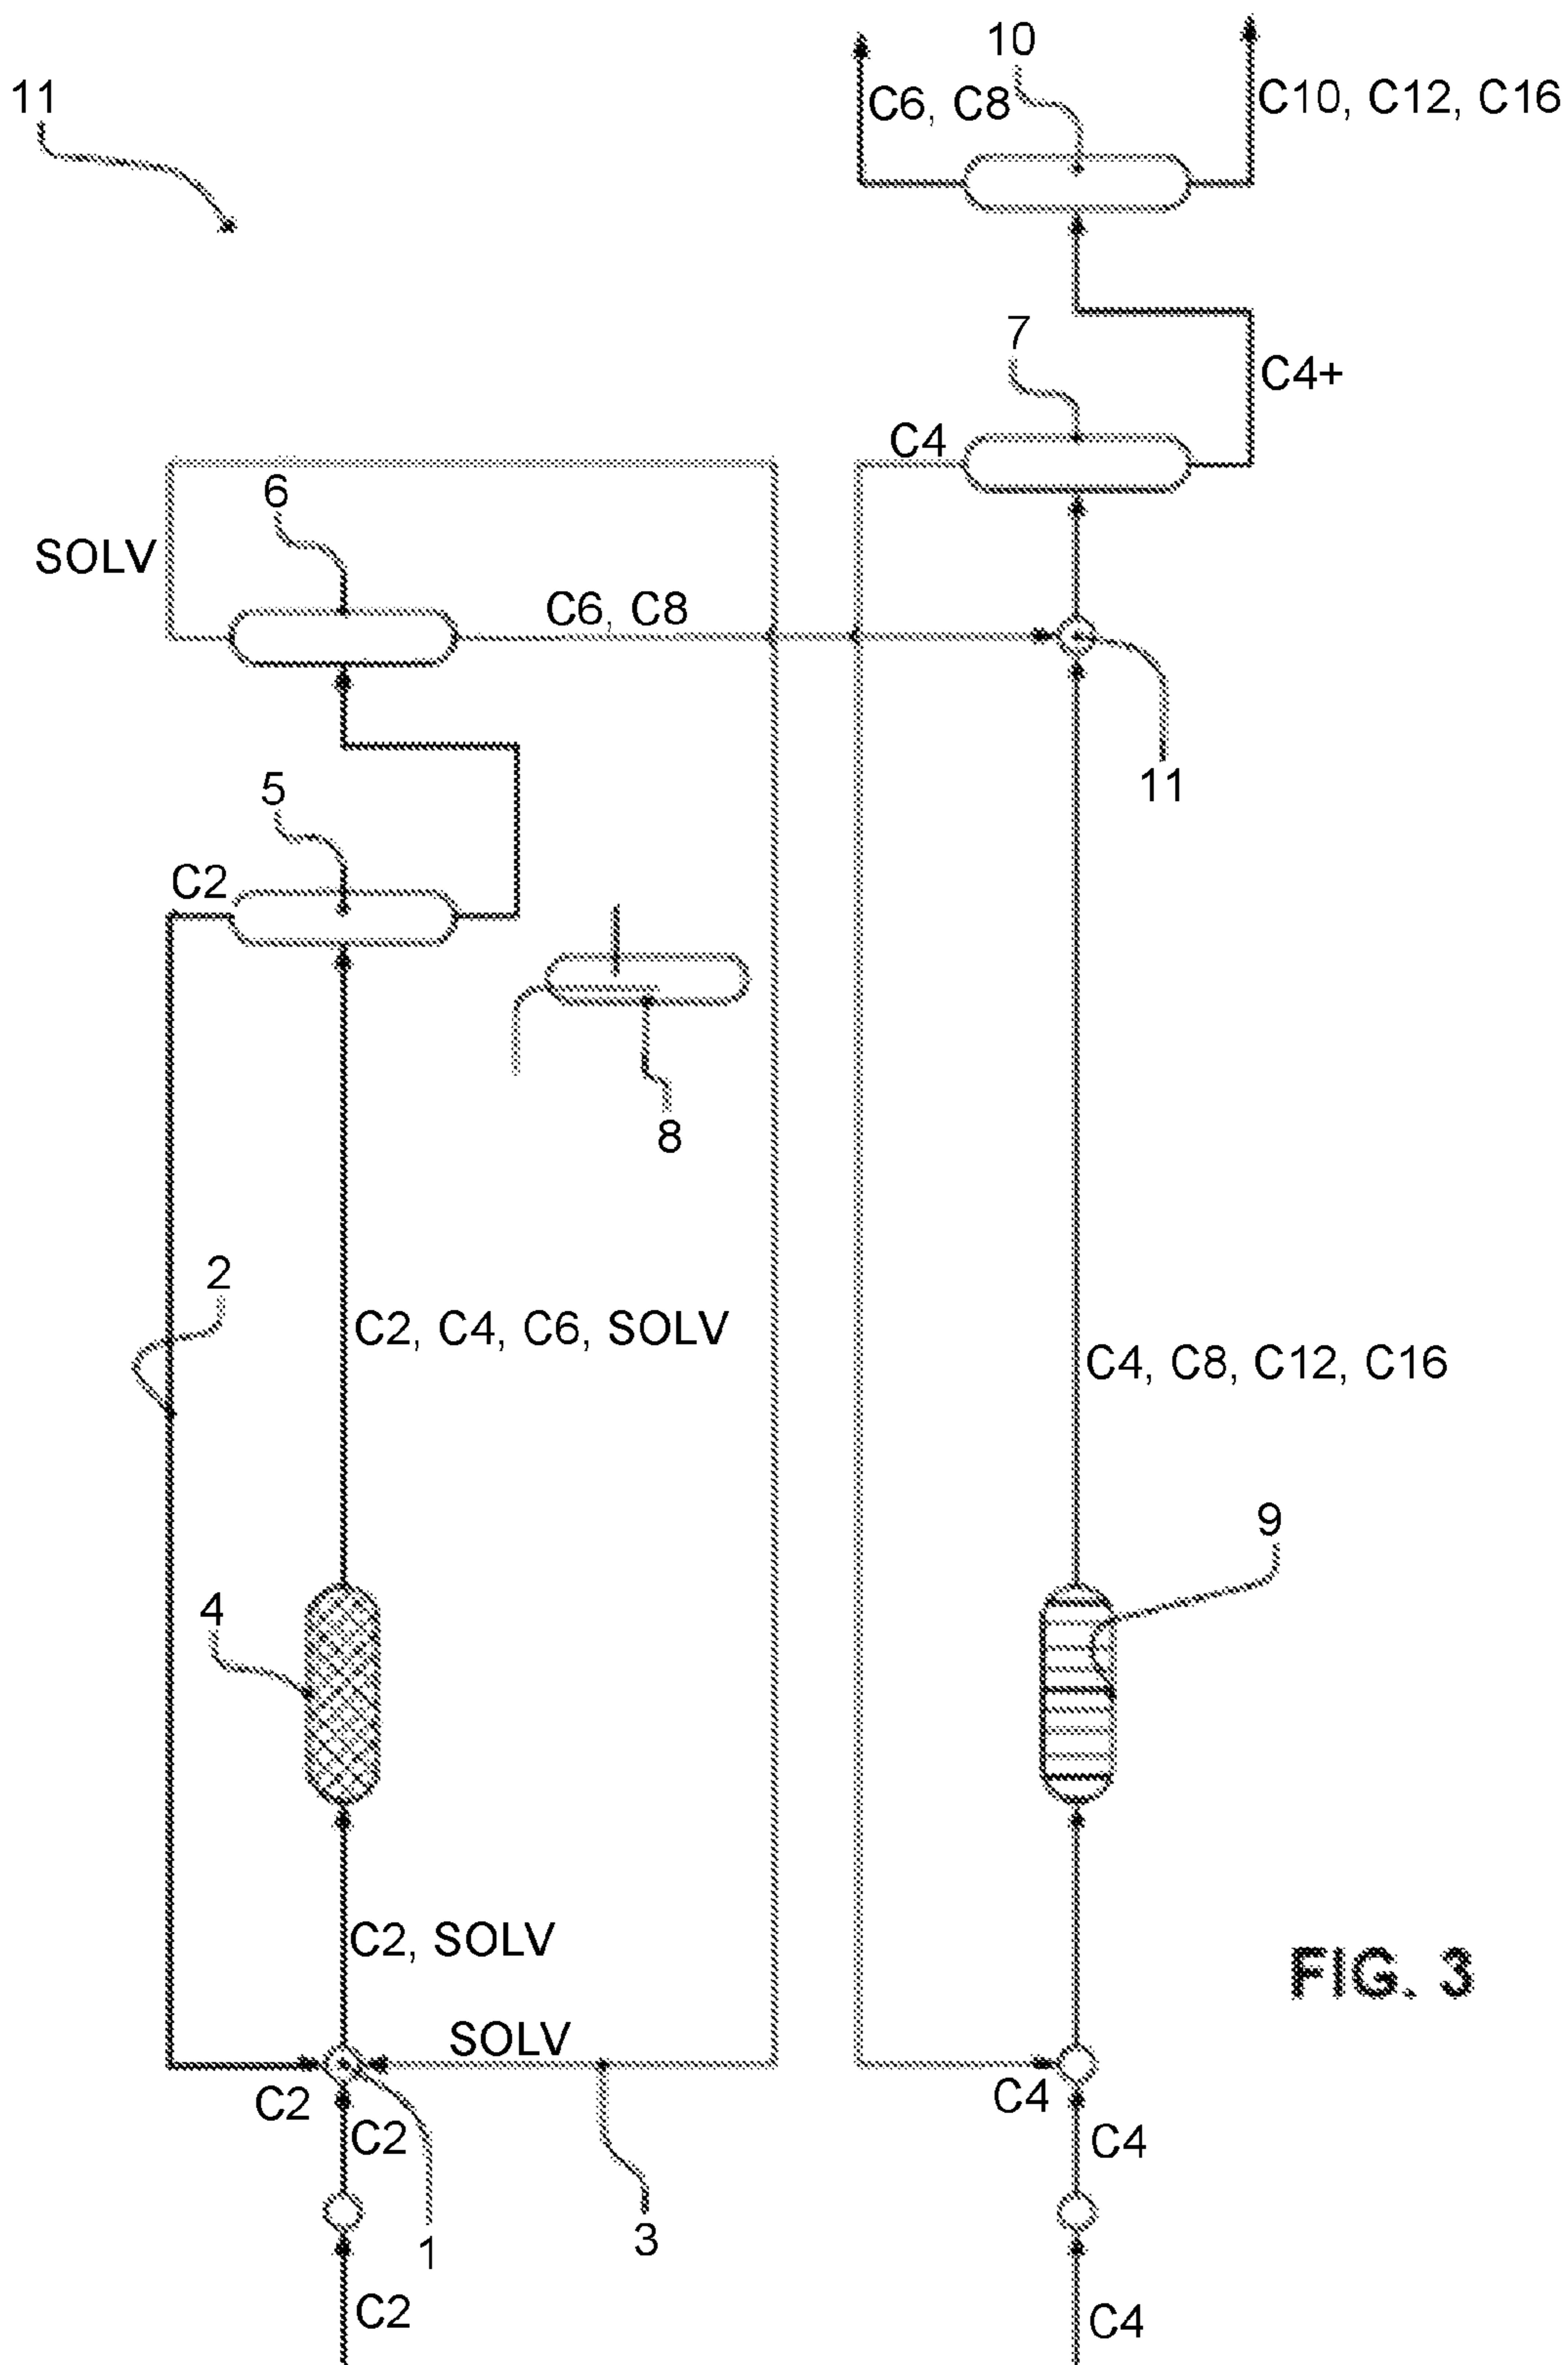 10
11
C6, C8
C10, C12, C16
7
C4+
C4
6
SOLV
C6, C8
5
11
C2
8
2
C2, C4, C6, SOLV
C4, C8, C12, C16
9
4
C2, SOLV
FIG. 3
SOLV
C2
C4
C2
C4
3
1
C2
C4